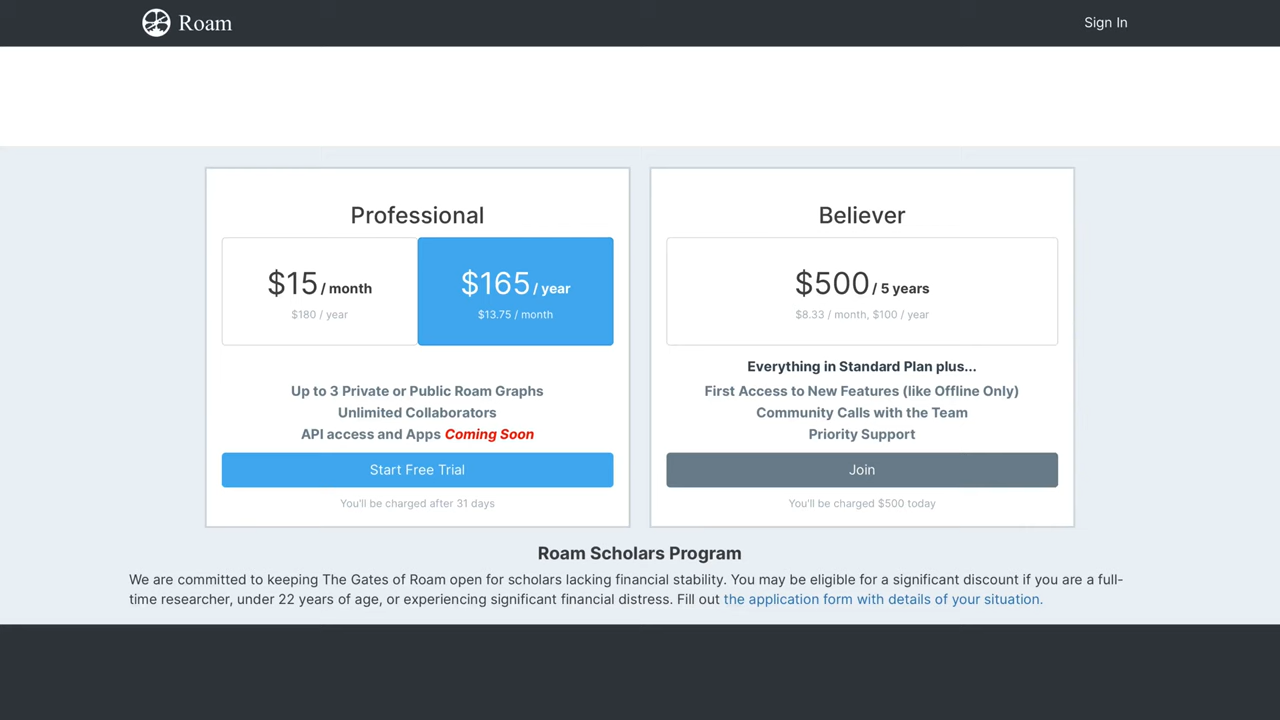 Roam
Sign In
Professional
$15 / month
$180 / year
$165 / year
$13.75 / month
Up to 3 Private or Public Roam Graphs
Unlimited Collaborators
API access and Apps Coming Soon
Start Free Trial
You'll be charged after 31 days
Believer
$500 / 5 years
$8.33 / month, $100 / year
Everything in Standard Plan plus...
First Access to New Features (like Offline Only)
Community Calls with the Team
Priority Support
Join
You'll be charged $500 today
Roam Scholars Program
We are committed to keeping The Gates of Roam open for scholars lacking financial stability. You may be eligible for a significant discount if you are a full-
time researcher, under 22 years of age, or experiencing significant financial distress. Fill out the application form with details of your situation.